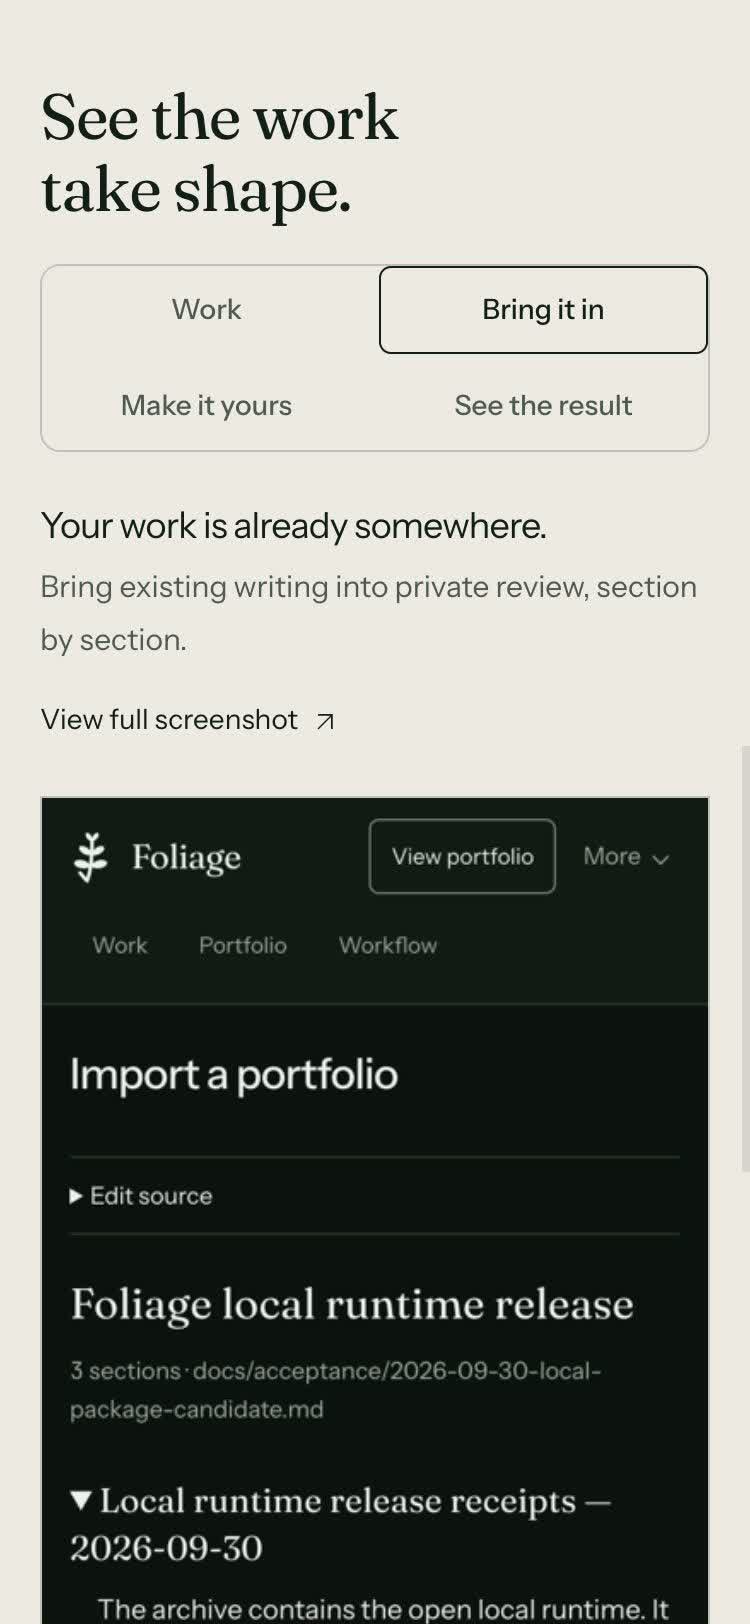 See the work
take shape.
Work
Bring it in
Make it yours
See the result
Your work is already somewhere.
Bring existing writing into private review, section
by section.
View full screenshot
Foliage
View portfolio
More
Work
Portfolio
Workflow
Import a portfolio
Edit source
Foliage local runtime release
3 sections · docs/acceptance/2026-09-30-local-
package-candidate.md
Local runtime release receipts —
2026-09-30
The archive contains the open local runtime. It